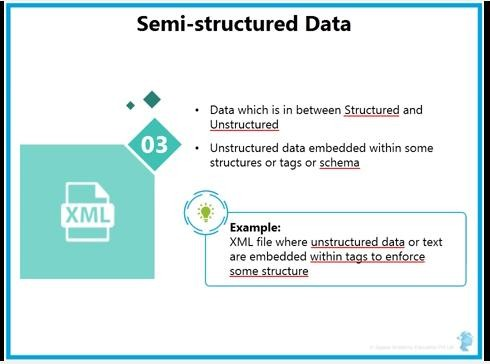 Semi-structured Data
03
XML
• Data which is in between Structured and
Unstructured
• Unstructured data embedded within some
structures or tags or schema
Example:
XML file where unstructured data or text
are embedded within tags to enforce
some structure